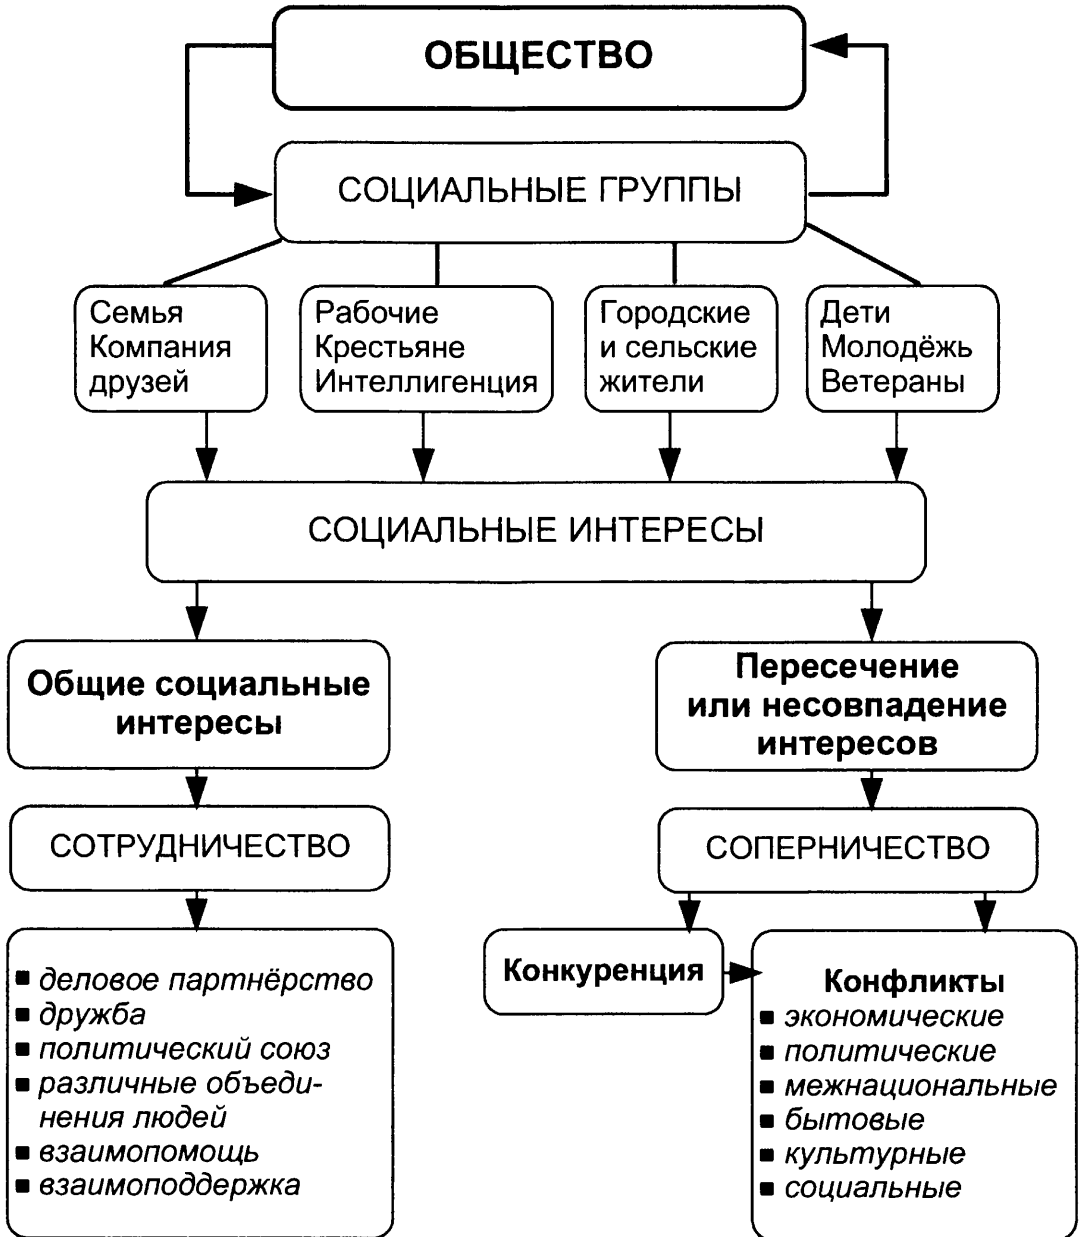 ОБЩЕСТВО
СОЦИАЛЬНЫЕ ГРУППЫ
Семья
Компания
друзей
Рабочие
Крестьяне
Интеллигенция
Городские
и сельские
жители
Дети
Молодёжь
Ветераны
СОЦИАЛЬНЫЕ ИНТЕРЕСЫ
Общие социальные
интересы
Пересечение
или несовпадение
интересов
СОТРУДНИЧЕСТВО
СОПЕРНИЧЕСТВО
▪ деловое партнёрство
▪ дружба
▪ политический союз
▪ различные объеди-
нения людей
▪ взаимопомощь
▪ взаимоподдержка
Конкуренция
Конфликты
▪ экономические
▪ политические
▪ межнациональные
▪ бытовые
▪ культурные
▪ социальные